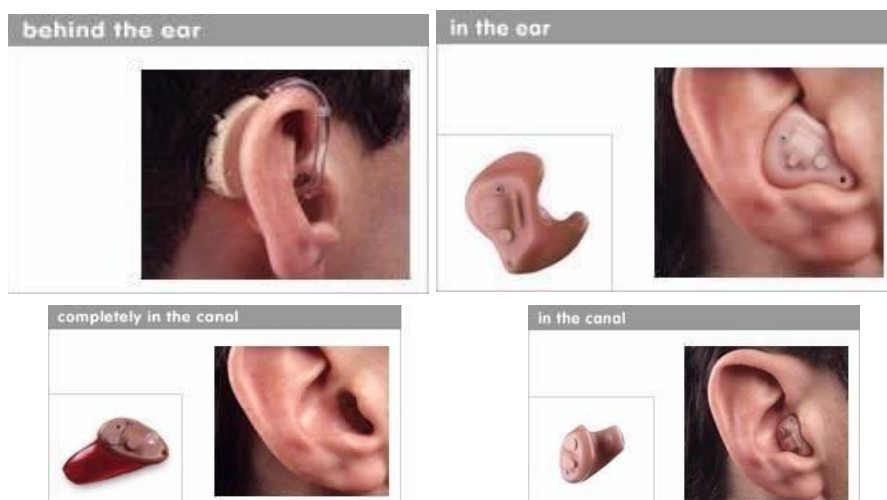 behind the ear
in the ear
completely in the canal
in the canal